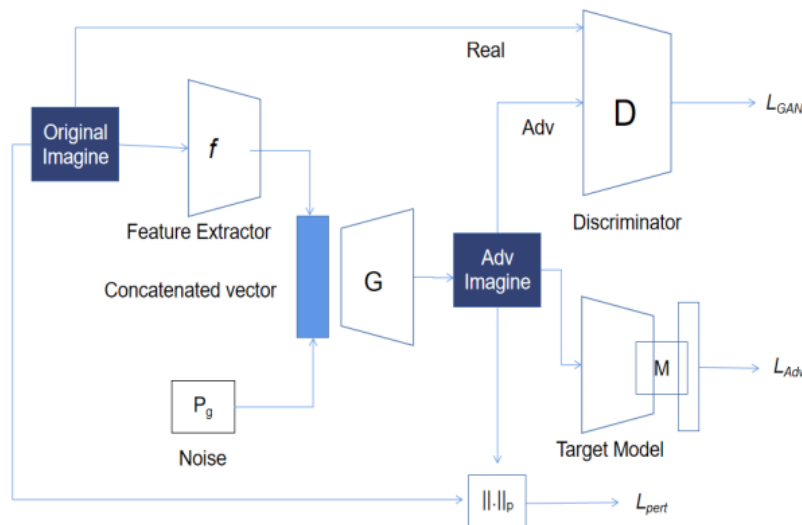 Real
Original
Imagine
f
Adv
D
L_GAN
Feature Extractor
Discriminator
Concatenated vector
G
Adv
Imagine
M
L_Adv
P_g
Noise
Target Model
||.||_p
L_pert